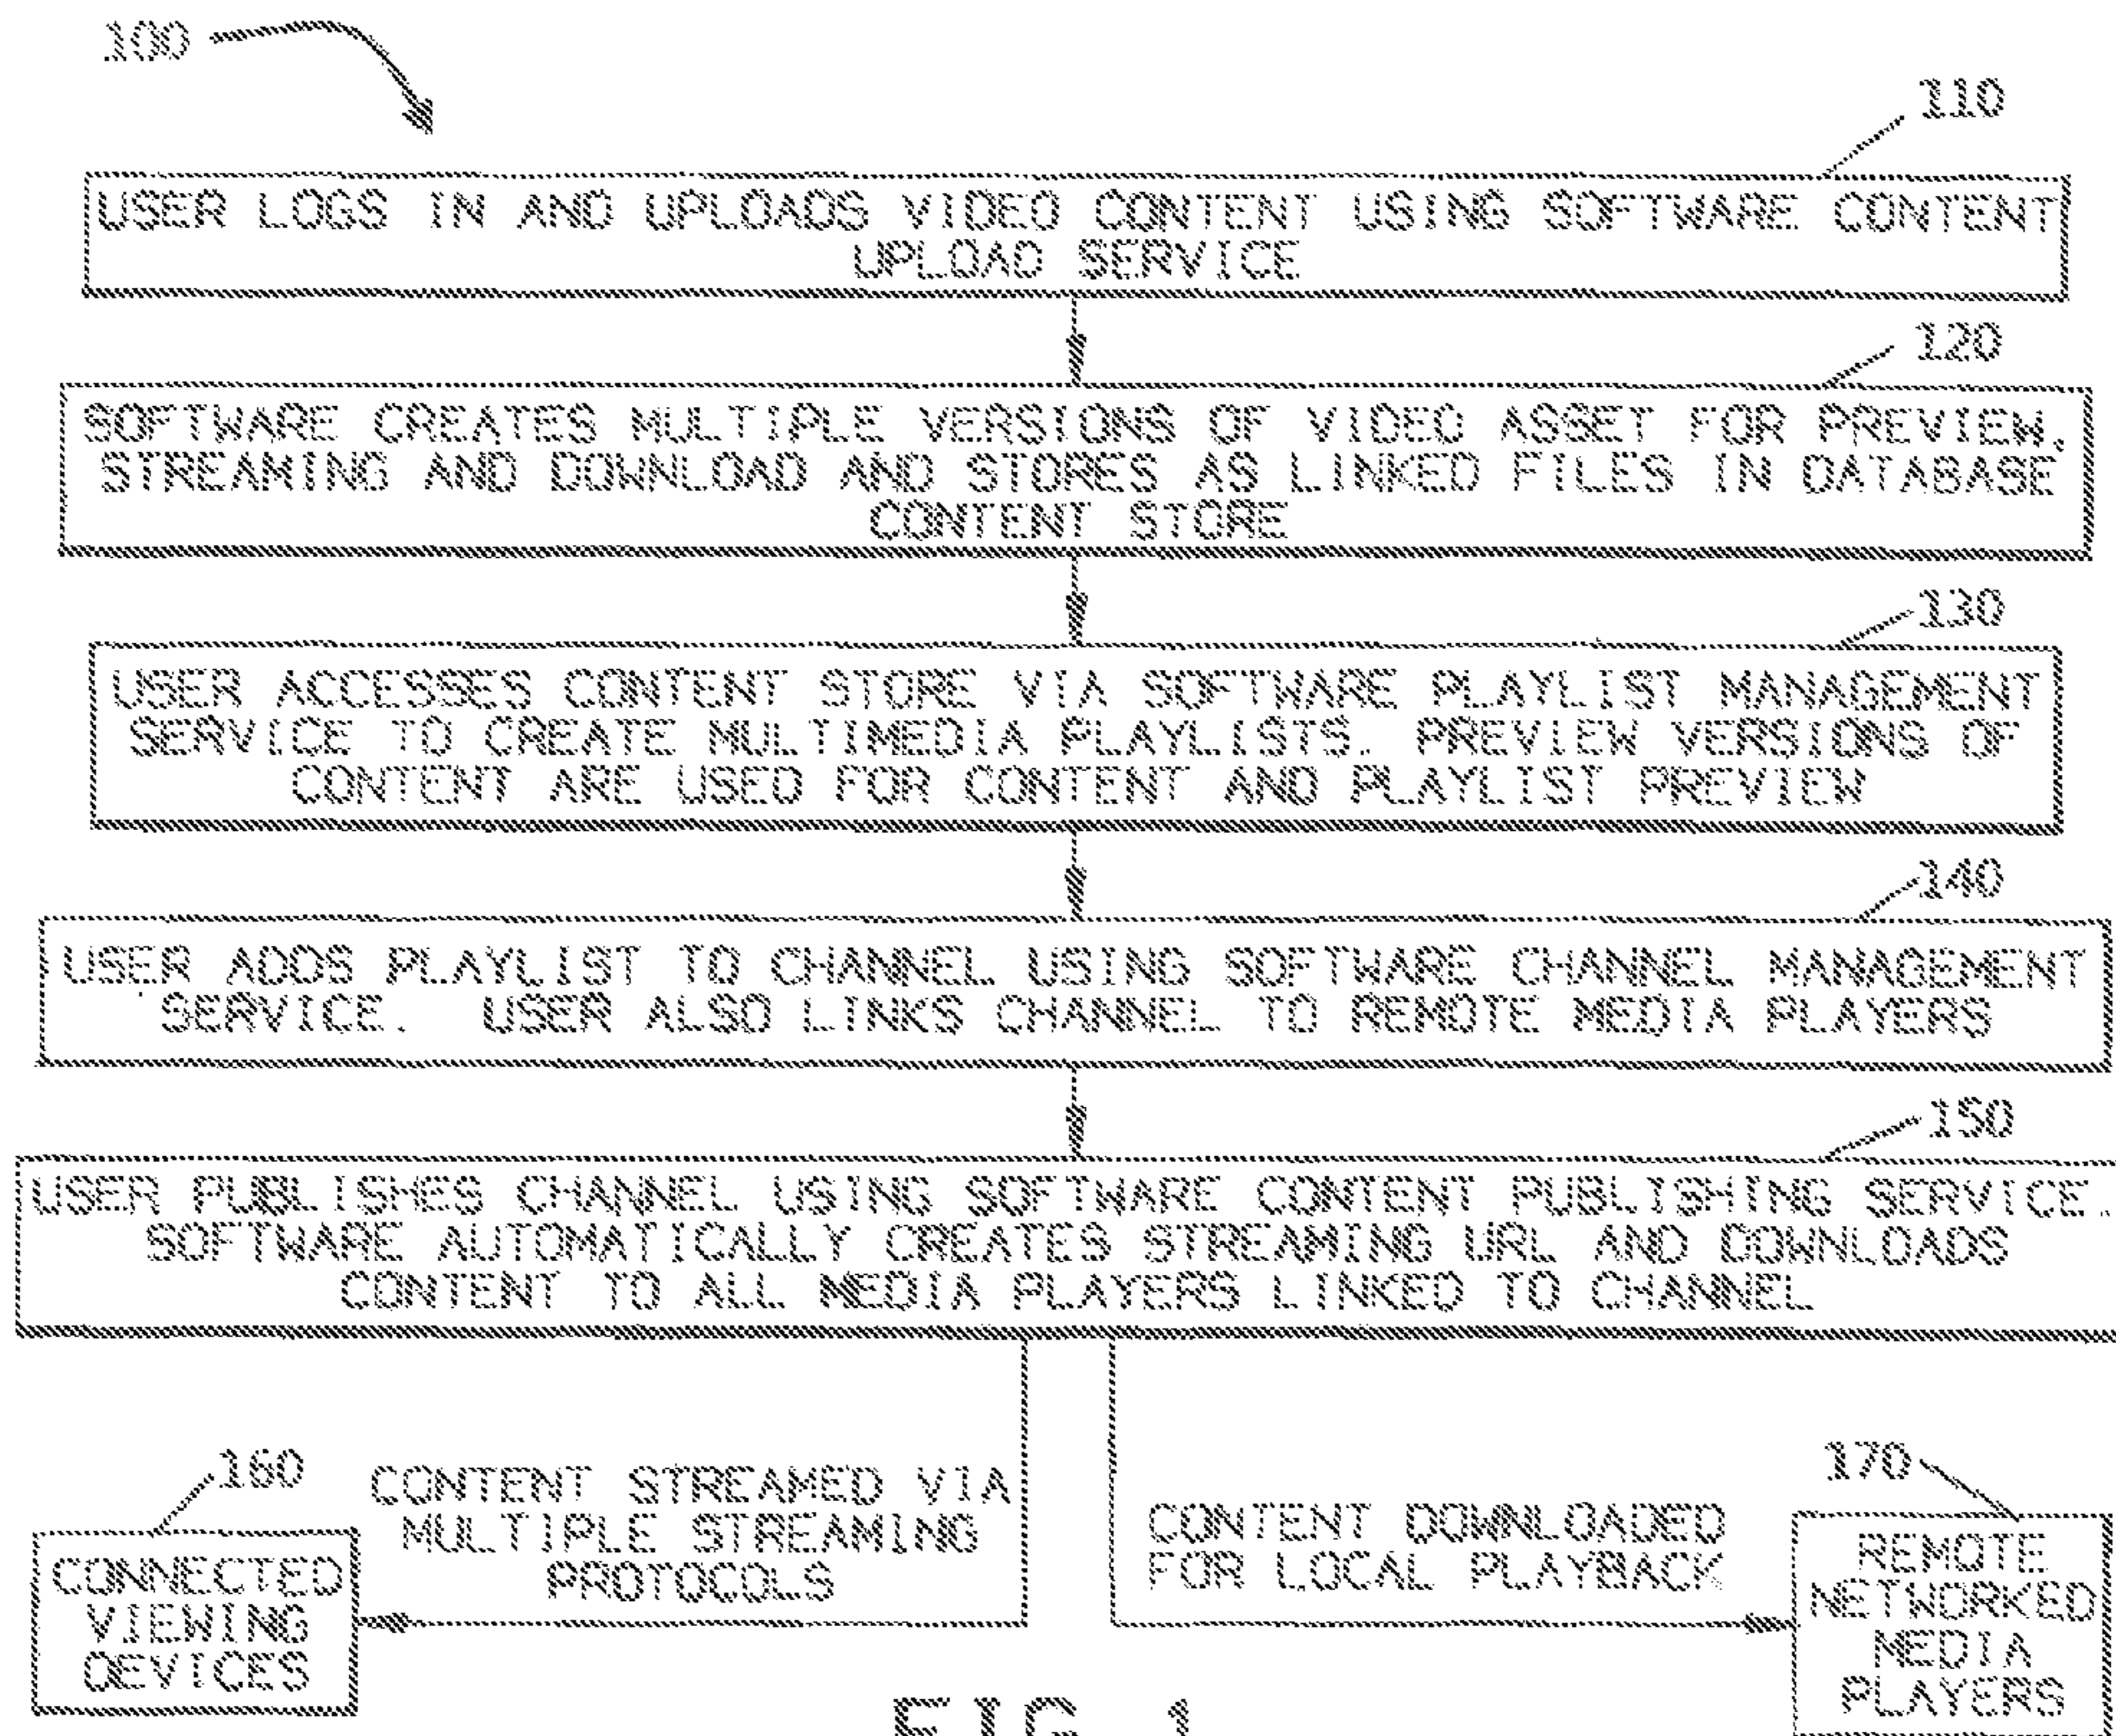 100
110
USER LOGS IN AND UPLOADS VIDEO CONTENT USING SOFTWARE CONTENT
UPLOAD SERVICE
120
SOFTWARE CREATES MULTIPLE VERSIONS OF VIDEO ASSET FOR PREVIEW,
STREAMING AND DOWNLOAD AND STORES AS LINKED FILES IN DATABASE
CONTENT STORE
130
USER ACCESSES CONTENT STORE VIA SOFTWARE PLAYLIST MANAGEMENT
SERVICE TO CREATE MULTIMEDIA PLAYLISTS. PREVIEW VERSIONS OF
CONTENT ARE USED FOR CONTENT AND PLAYLIST PREVIEW
140
USER ADDS PLAYLIST TO CHANNEL USING SOFTWARE CHANNEL MANAGEMENT
SERVICE. USER ALSO LINKS CHANNEL TO REMOTE MEDIA PLAYERS
150
USER PUBLISHES CHANNEL USING SOFTWARE CONTENT PUBLISHING SERVICE.
SOFTWARE AUTOMATICALLY CREATES STREAMING URL AND DOWNLOADS
CONTENT TO ALL MEDIA PLAYERS LINKED TO CHANNEL
160
CONNECTED
VIEWING
DEVICES
CONTENT STREAMED VIA
MULTIPLE STREAMING
PROTOCOLS
CONTENT DOWNLOADED
FOR LOCAL PLAYBACK
170
REMOTE
NETWORKED
MEDIA
PLAYERS
FIG 1